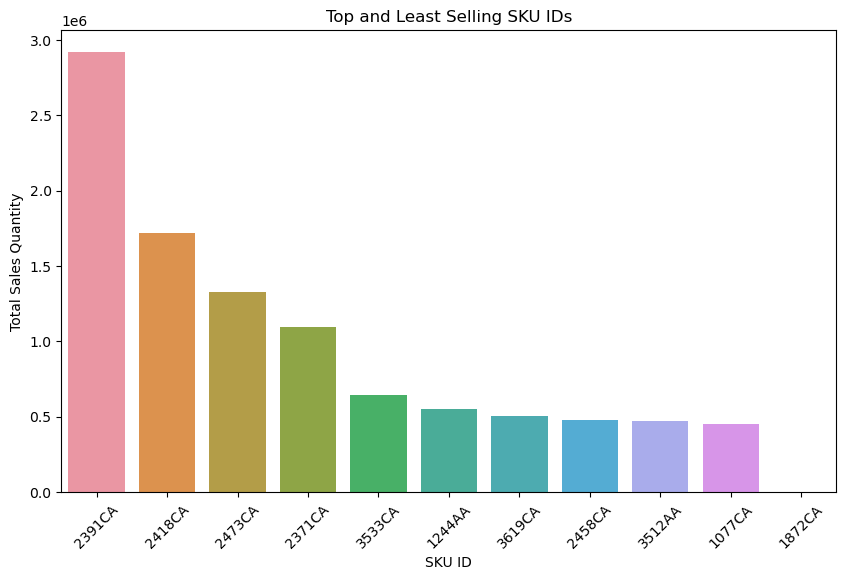 Top and Least Selling SKU IDs
1e6
3.0
2.5
2.0
1.5
1.0
0.5
0.0
Total Sales Quantity
2391CA
2418CA
2473CA
2371CA
3533CA
1244AA
3619CA
2458CA
3512AA
1077CA
1872CA
SKU ID